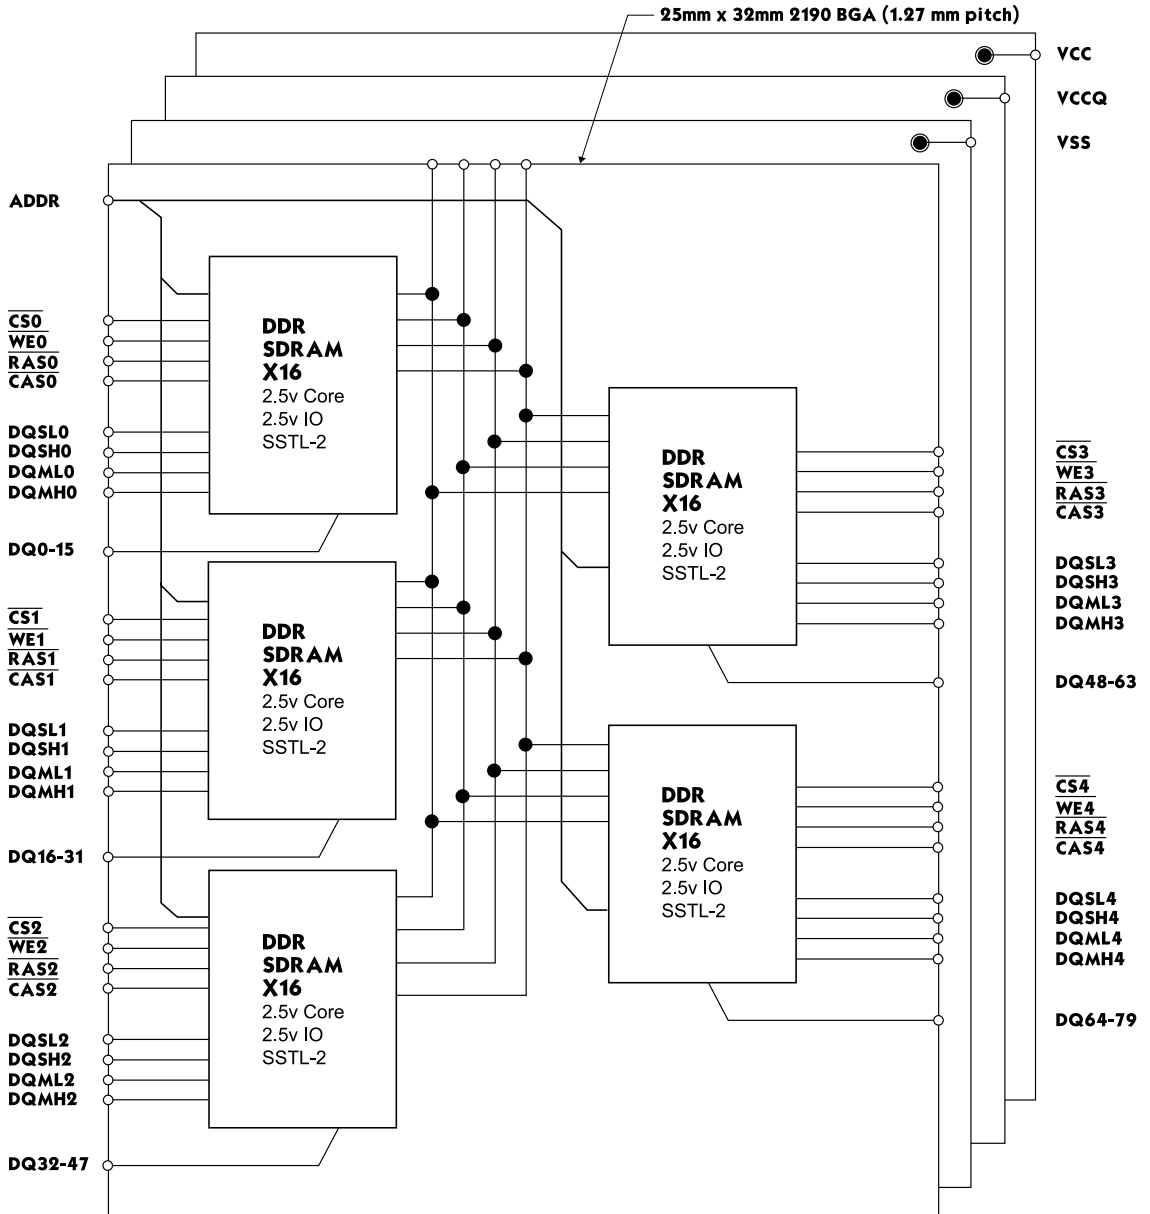 25mm x 32mm 2190 BGA (1.27 mm pitch)
VCC
VCCQ
VSS
ADDR
CS0
WE0
RAS0
CAS0
DQSL0
DQSH0
DQML0
DQMH0
DQ0-15
DDR
SDRAM
X16
2.5v Core
2.5v IO
SSTL-2
CS1
WE1
RAS1
CAS1
DQSL1
DQSH1
DQML1
DQMH1
DQ16-31
DDR
SDRAM
X16
2.5v Core
2.5v IO
SSTL-2
CS2
WE2
RAS2
CAS2
DQSL2
DQSH2
DQML2
DQMH2
DQ32-47
DDR
SDRAM
X16
2.5v Core
2.5v IO
SSTL-2
DDR
SDRAM
X16
2.5v Core
2.5v IO
SSTL-2
CS3
WE3
RAS3
CAS3
DQSL3
DQSH3
DQML3
DQMH3
DQ48-63
DDR
SDRAM
X16
2.5v Core
2.5v IO
SSTL-2
CS4
WE4
RAS4
CAS4
DQSL4
DQSH4
DQML4
DQMH4
DQ64-79